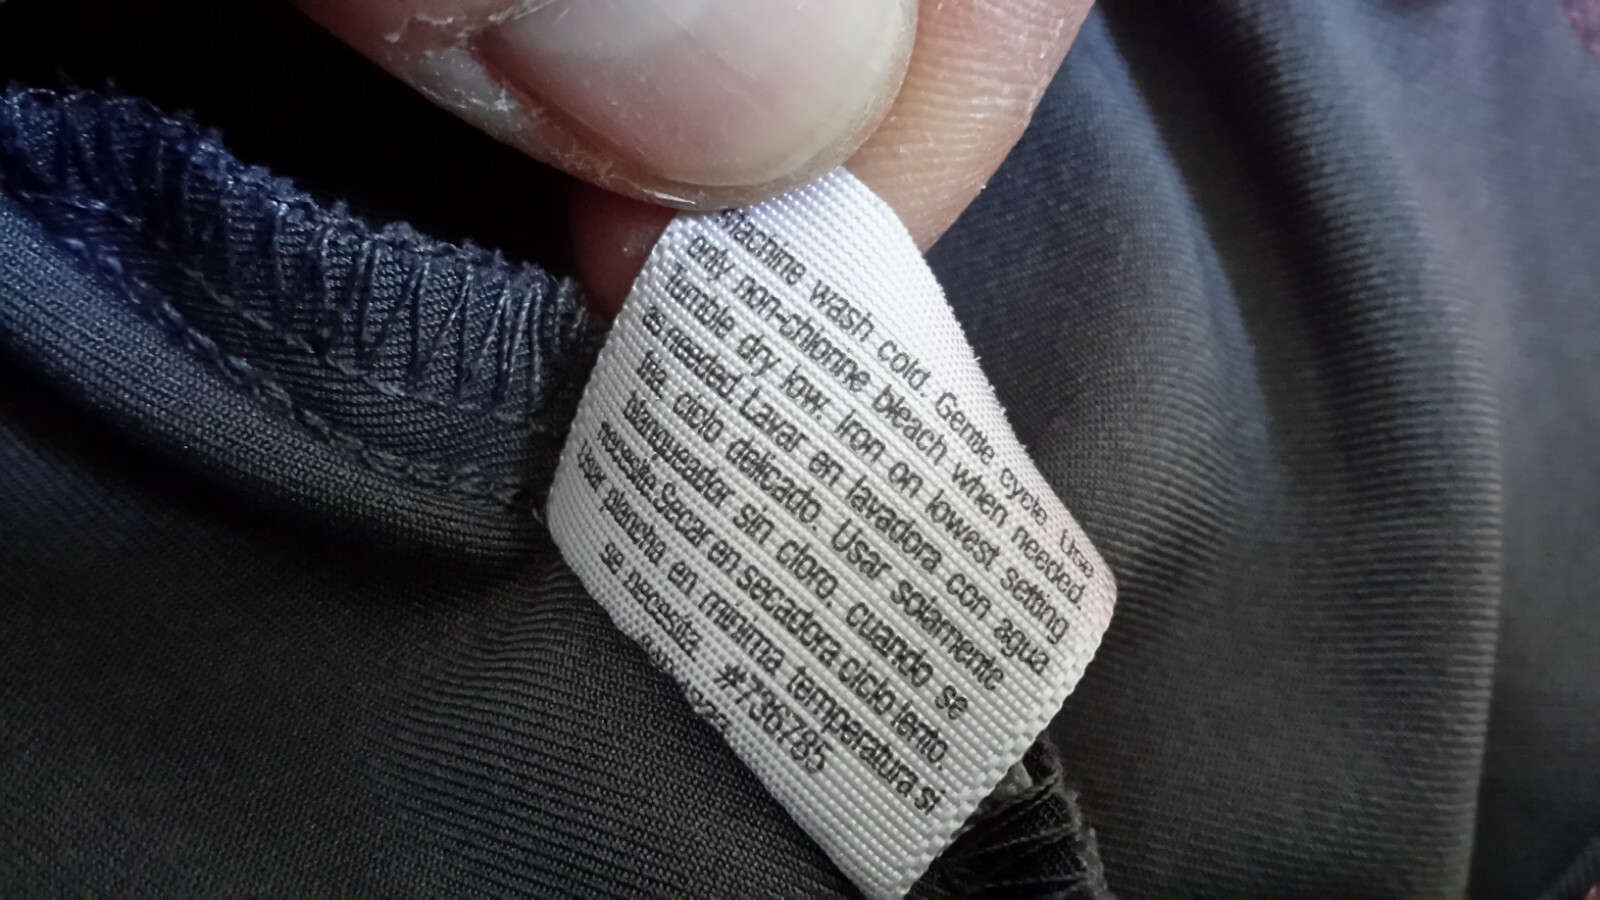 Machine wash cold. Gentle cycle. Use
only non-chlorine bleach when needed.
Tumble dry low. Iron on lowest setting
as needed. Lavar en lavadora con agua
fria, ciclo delicado. Usar solamente
blanqueador sin cloro, cuando se
necesite.Secar en secadora ciclo lento.
Usar plancha en minima temperatura si
se necesita #736785